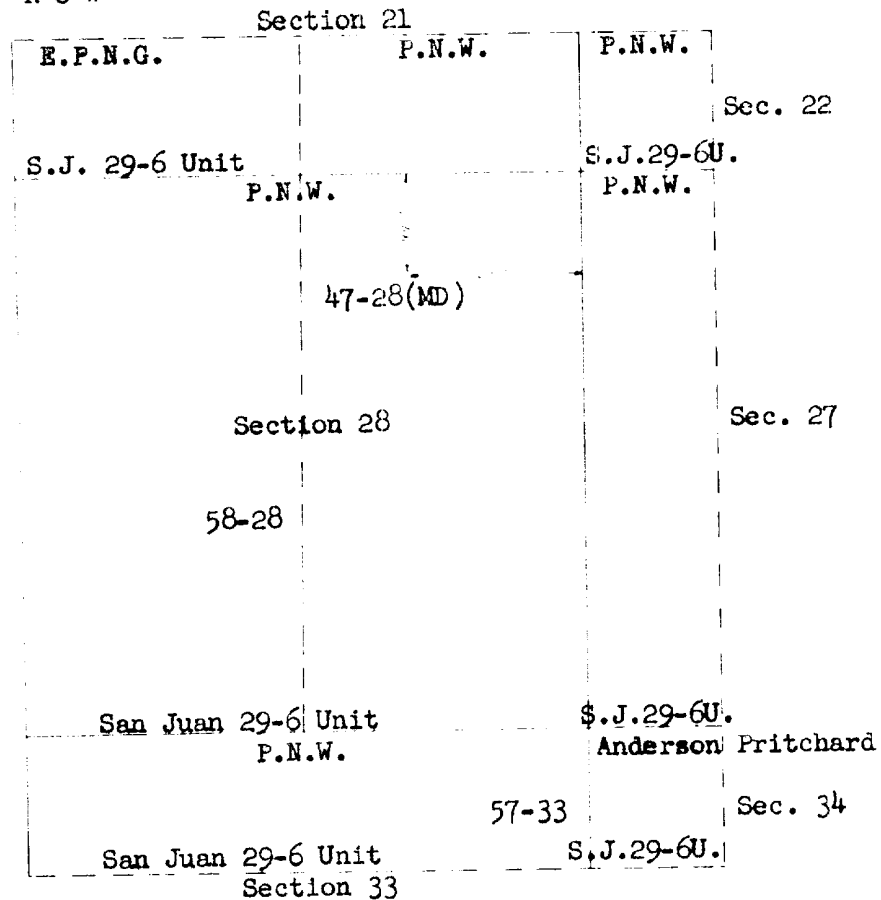 Section 21
E.P.N.G. P.N.W. P.N.W.
Sec. 22
S.J. 29-6 Unit S.J.29-6U.
P.N.W. P.N.W.
47-28(MD)
Section 28 Sec. 27
58-28
San Juan 29-6 Unit S.J.29-6U.
P.N.W. Anderson Pritchard
57-33 Sec. 34
San Juan 29-6 Unit S.J.29-6U.
Section 33